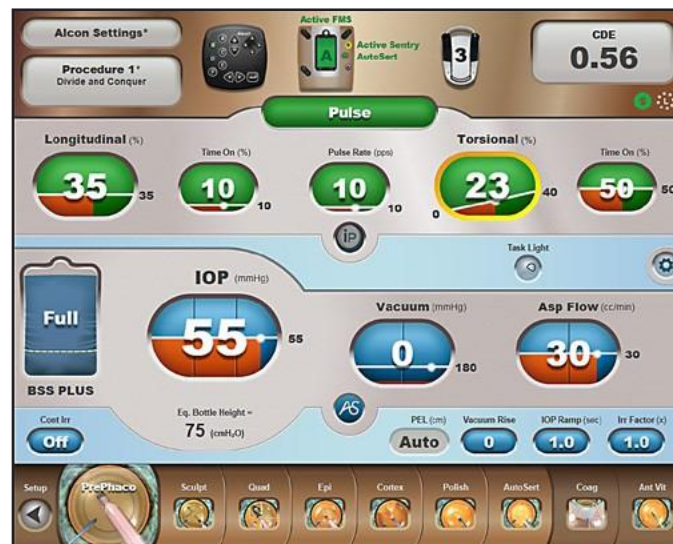 Alcon Settings*
Procedure 1*
Divide and Conquer
Active FMS
A
Active Sentry
AutoSert
3
CDE
0.56
Pulse
Longitudinal (%)
35
35
Time On (%)
10
10
Pulse Rate (pps)
10
10
Torsional (%)
23
0
40
Time On (%)
50
50
iP
Task Light
Full
BSS PLUS
IOP (mmHg)
55
55
Eq. Bottle Height =
75 (cmH₂O)
Vacuum (mmHg)
0
180
Asp Flow (cc/min)
30
30
AS
Cont Irr
Off
PEL (cm)
Auto
Vacuum Rise
0
IOP Ramp (sec)
1.0
Irr Factor (x)
1.0
Setup
PrePhaco
Sculpt
Quad
Epi
Cortex
Polish
AutoSert
Coag
Ant Vit